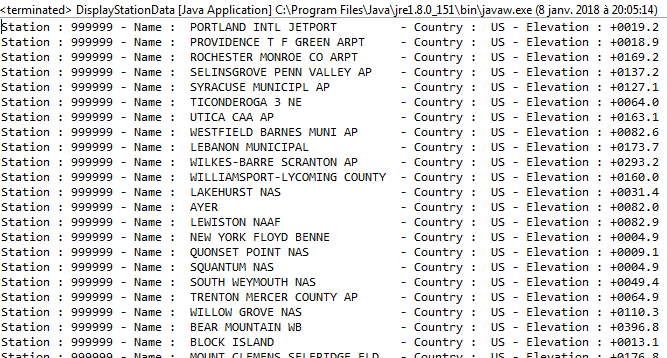 <terminated> DisplayStationData [Java Application] C:\Program Files\Java\jre1.8.0_151\bin\javaw.exe (8 janv. 2018 à 20:05:14)
Station : 999999 - Name :  PORTLAND INTL JETPORT        - Country :  US - Elevation : +0019.2
Station : 999999 - Name :  PROVIDENCE T F GREEN ARPT    - Country :  US - Elevation : +0018.9
Station : 999999 - Name :  ROCHESTER MONROE CO ARPT     - Country :  US - Elevation : +0169.2
Station : 999999 - Name :  SELINSGROVE PENN VALLEY AP   - Country :  US - Elevation : +0137.2
Station : 999999 - Name :  SYRACUSE MUNICIPL AP         - Country :  US - Elevation : +0127.1
Station : 999999 - Name :  TICONDEROGA 3 NE             - Country :  US - Elevation : +0064.0
Station : 999999 - Name :  UTICA CAA AP                 - Country :  US - Elevation : +0163.1
Station : 999999 - Name :  WESTFIELD BARNES MUNI AP     - Country :  US - Elevation : +0082.6
Station : 999999 - Name :  LEBANON MUNICIPAL            - Country :  US - Elevation : +0173.7
Station : 999999 - Name :  WILKES-BARRE SCRANTON AP     - Country :  US - Elevation : +0293.2
Station : 999999 - Name :  WILLIAMSPORT-LYCOMING COUNTY - Country :  US - Elevation : +0160.0
Station : 999999 - Name :  LAKEHURST NAS                - Country :  US - Elevation : +0031.4
Station : 999999 - Name :  AYER                         - Country :  US - Elevation : +0082.0
Station : 999999 - Name :  LEWISTON NAAF                - Country :  US - Elevation : +0082.9
Station : 999999 - Name :  NEW YORK FLOYD BENNE         - Country :  US - Elevation : +0004.9
Station : 999999 - Name :  QUONSET POINT NAS            - Country :  US - Elevation : +0009.1
Station : 999999 - Name :  SQUANTUM NAS                 - Country :  US - Elevation : +0004.9
Station : 999999 - Name :  SOUTH WEYMOUTH NAS           - Country :  US - Elevation : +0049.4
Station : 999999 - Name :  TRENTON MERCER COUNTY AP     - Country :  US - Elevation : +0064.9
Station : 999999 - Name :  WILLOW GROVE NAS             - Country :  US - Elevation : +0110.3
Station : 999999 - Name :  BEAR MOUNTAIN WB             - Country :  US - Elevation : +0396.8
Station : 999999 - Name :  BLOCK ISLAND                 - Country :  US - Elevation : +0013.1
Station : 999999 - Name :  MOUNT CLEMENS SELFRIDGE FLD  - Country :  US - Elevation : +0176.8